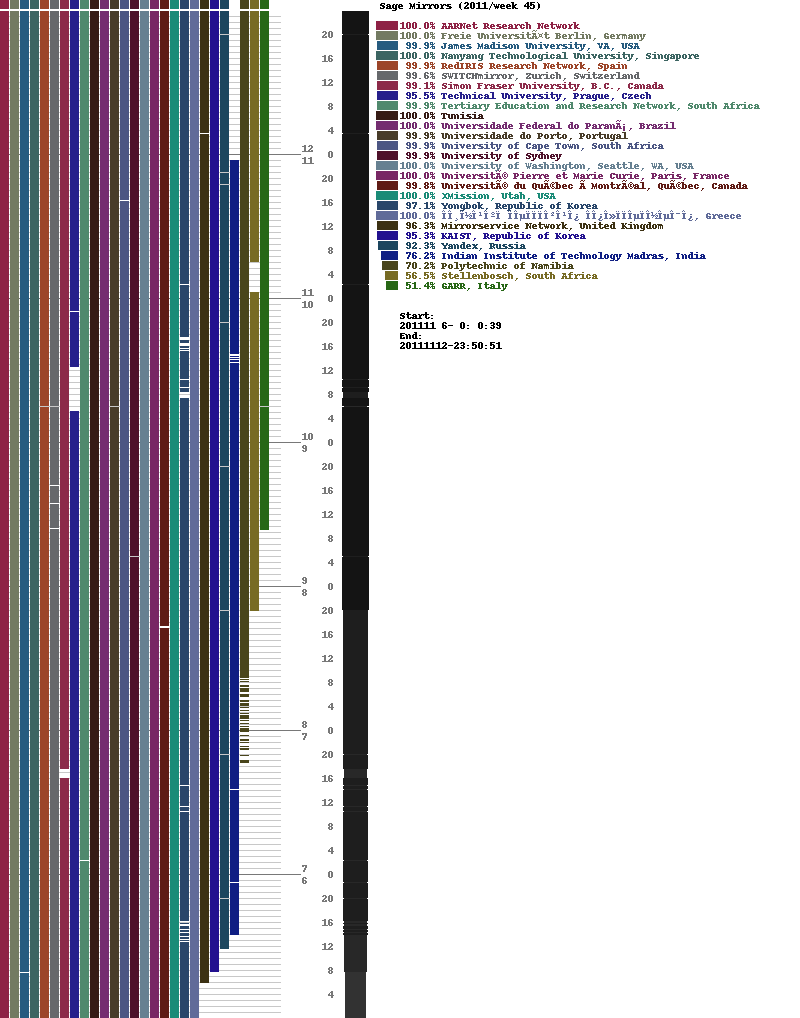 Sage Mirrors (2011/week 45)
100.0% AARNet Research Network
100.0% Freie UniversitÃ¤t Berlin, Germany
99.9% James Madison University, VA, USA
100.0% Nanyang Technological University, Singapore
99.9% RedIRIS Research Network, Spain
99.6% SWITCHmirror, Zurich, Switzerland
99.1% Simon Fraser University, B.C., Canada
95.5% Technical University, Prague, Czech
99.9% Tertiary Education and Research Network, South Africa
100.0% Tunisia
100.0% Universidade Federal do ParanÃ¡, Brazil
99.9% Universidade do Porto, Portugal
99.9% University of Cape Town, South Africa
99.9% University of Sydney
100.0% University of Washington, Seattle, WA, USA
100.0% UniversitÃ© Pierre et Marie Curie, Paris, France
99.8% UniversitÃ© du QuÃ©bec Ã MontrÃ©al, QuÃ©bec, Canada
100.0% XMission, Utah, USA
97.1% Yongbok, Republic of Korea
100.0% Greece
96.3% Mirrorservice Network, United Kingdom
95.3% KAIST, Republic of Korea
92.3% Yandex, Russia
76.2% Indian Institute of Technology Madras, India
70.2% Polytechnic of Namibia
56.5% Stellenbosch, South Africa
51.4% GARR, Italy
Start:
201111 6- 0: 0:39
End:
20111112-23:50:51
20
16
12
8
4
12
0
11
20
16
12
8
4
11
0
10
20
16
12
8
4
10
0
9
20
16
12
8
4
9
0
8
20
16
12
8
4
8
0
7
20
16
12
8
4
7
0
6
20
16
12
8
4